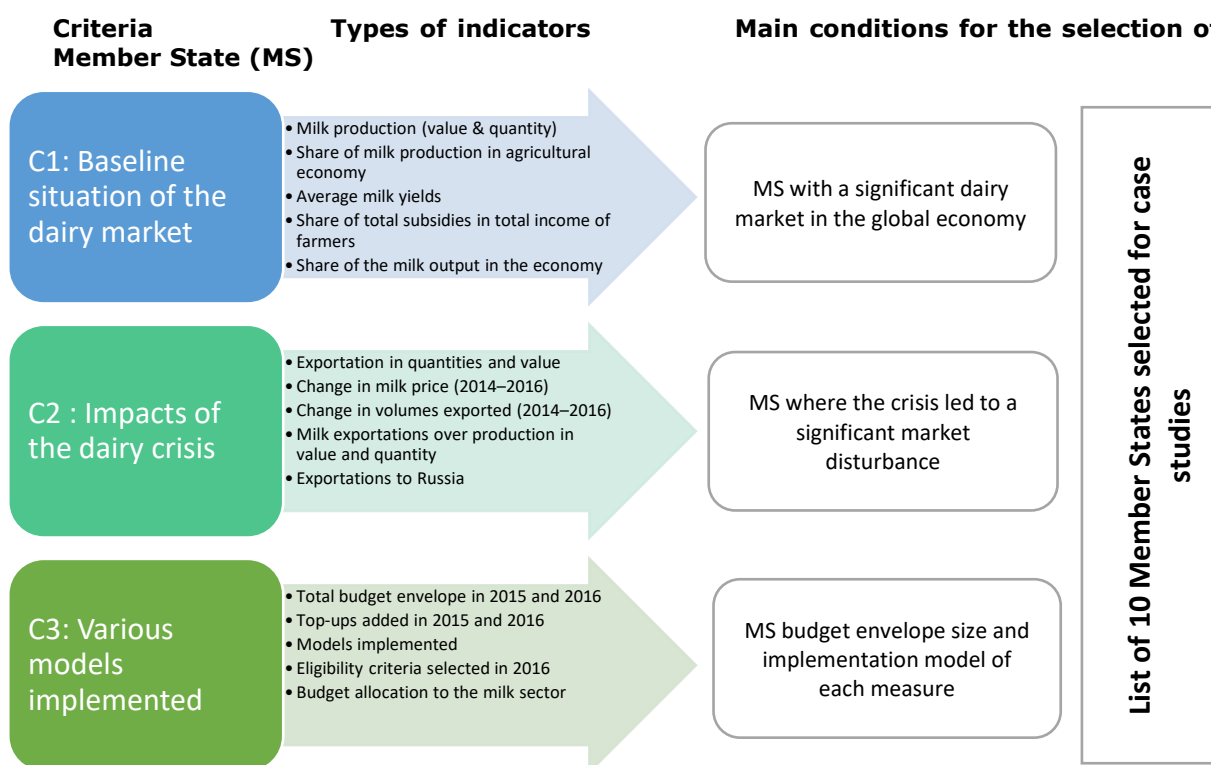 Criteria Types of indicators Main conditions for the selection of
Member State (MS)
C1: Baseline
situation of the
dairy market
• Milk production (value & quantity)
• Share of milk production in agricultural
economy
• Average milk yields
• Share of total subsidies in total income of
farmers
• Share of the milk output in the economy
MS with a significant dairy
market in the global economy
C2 : Impacts of
the dairy crisis
• Exportation in quantities and value
• Change in milk price (2014–2016)
• Change in volumes exported (2014–2016)
• Milk exportations over production in
value and quantity
• Exportations to Russia
MS where the crisis led to a
significant market
disturbance
C3: Various
models
implemented
• Total budget envelope in 2015 and 2016
• Top-ups added in 2015 and 2016
• Models implemented
• Eligibility criteria selected in 2016
• Budget allocation to the milk sector
MS budget envelope size and
implementation model of
each measure
List of 10 Member States selected for case
studies